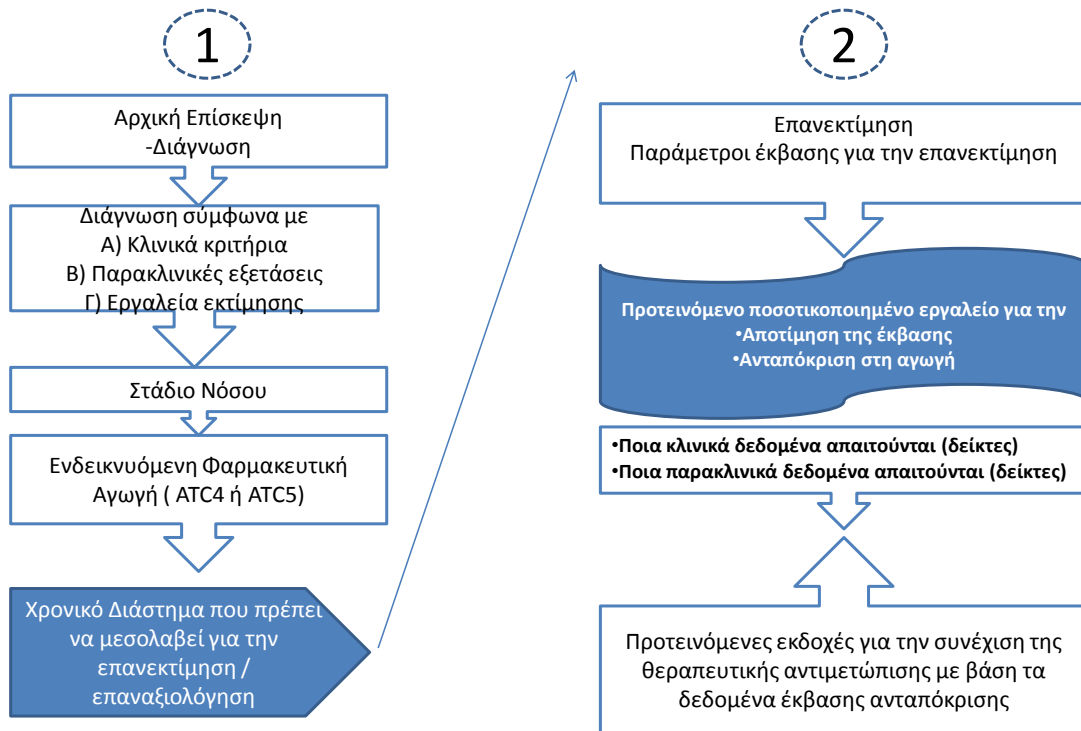 1
Αρχική Επίσκεψη
-Διάγνωση
Διάγνωση σύμφωνα με
Α) Κλινικά κριτήρια
Β) Παρακλινικές εξετάσεις
Γ) Εργαλεία εκτίμησης
Στάδιο Νόσου
Ενδεικνυόμενη Φαρμακευτική
Αγωγή ( ATC4 ή ATC5)
Χρονικό Διάστημα που πρέπει
να μεσολαβεί για την
επανεκτίμηση /
επαναξιολόγηση
2
Επανεκτίμηση
Παράμετροι έκβασης για την επανεκτίμηση
Προτεινόμενο ποσοτικοποιημένο εργαλείο για την
•Αποτίμηση της έκβασης
•Ανταπόκριση στη αγωγή
•Ποια κλινικά δεδομένα απαιτούνται (δείκτες)
•Ποια παρακλινικά δεδομένα απαιτούνται (δείκτες)
Προτεινόμενες εκδοχές για την συνέχιση της
θεραπευτικής αντιμετώπισης με βάση τα
δεδομένα έκβασης ανταπόκρισης